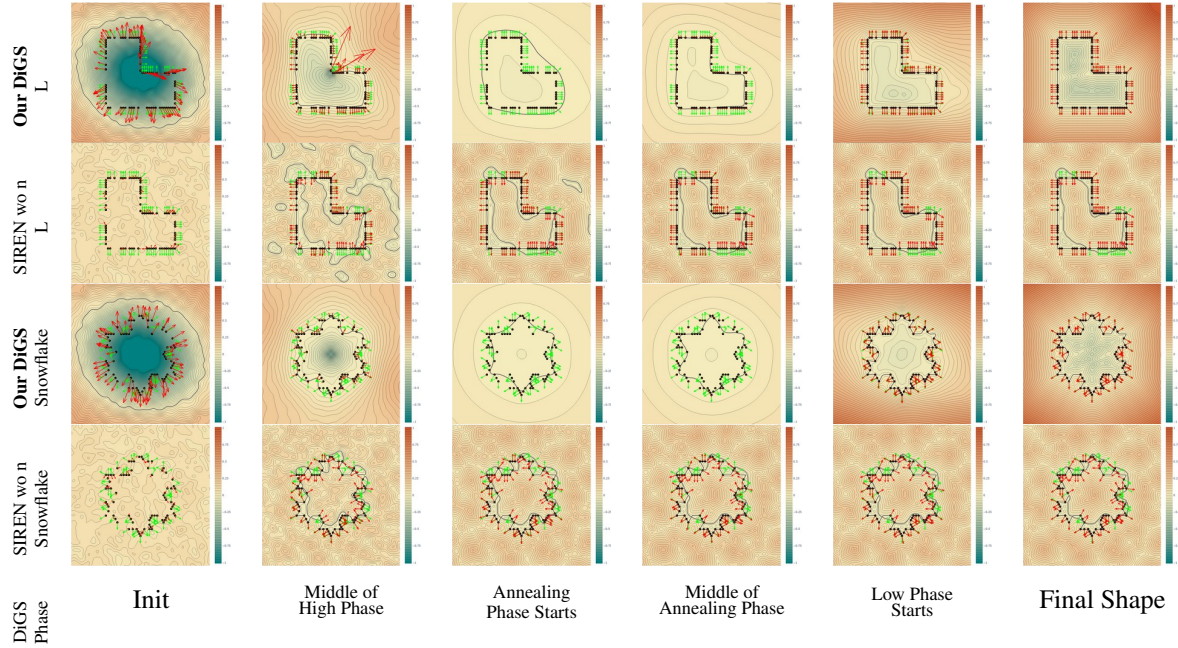 Our DiGS
L
SIREN wo n
L
Our DiGS
Snowflake
SIREN wo n
Snowflake
DiGS
Phase
Init
Middle of
High Phase
Annealing
Phase Starts
Middle of
Annealing Phase
Low Phase
Starts
Final Shape